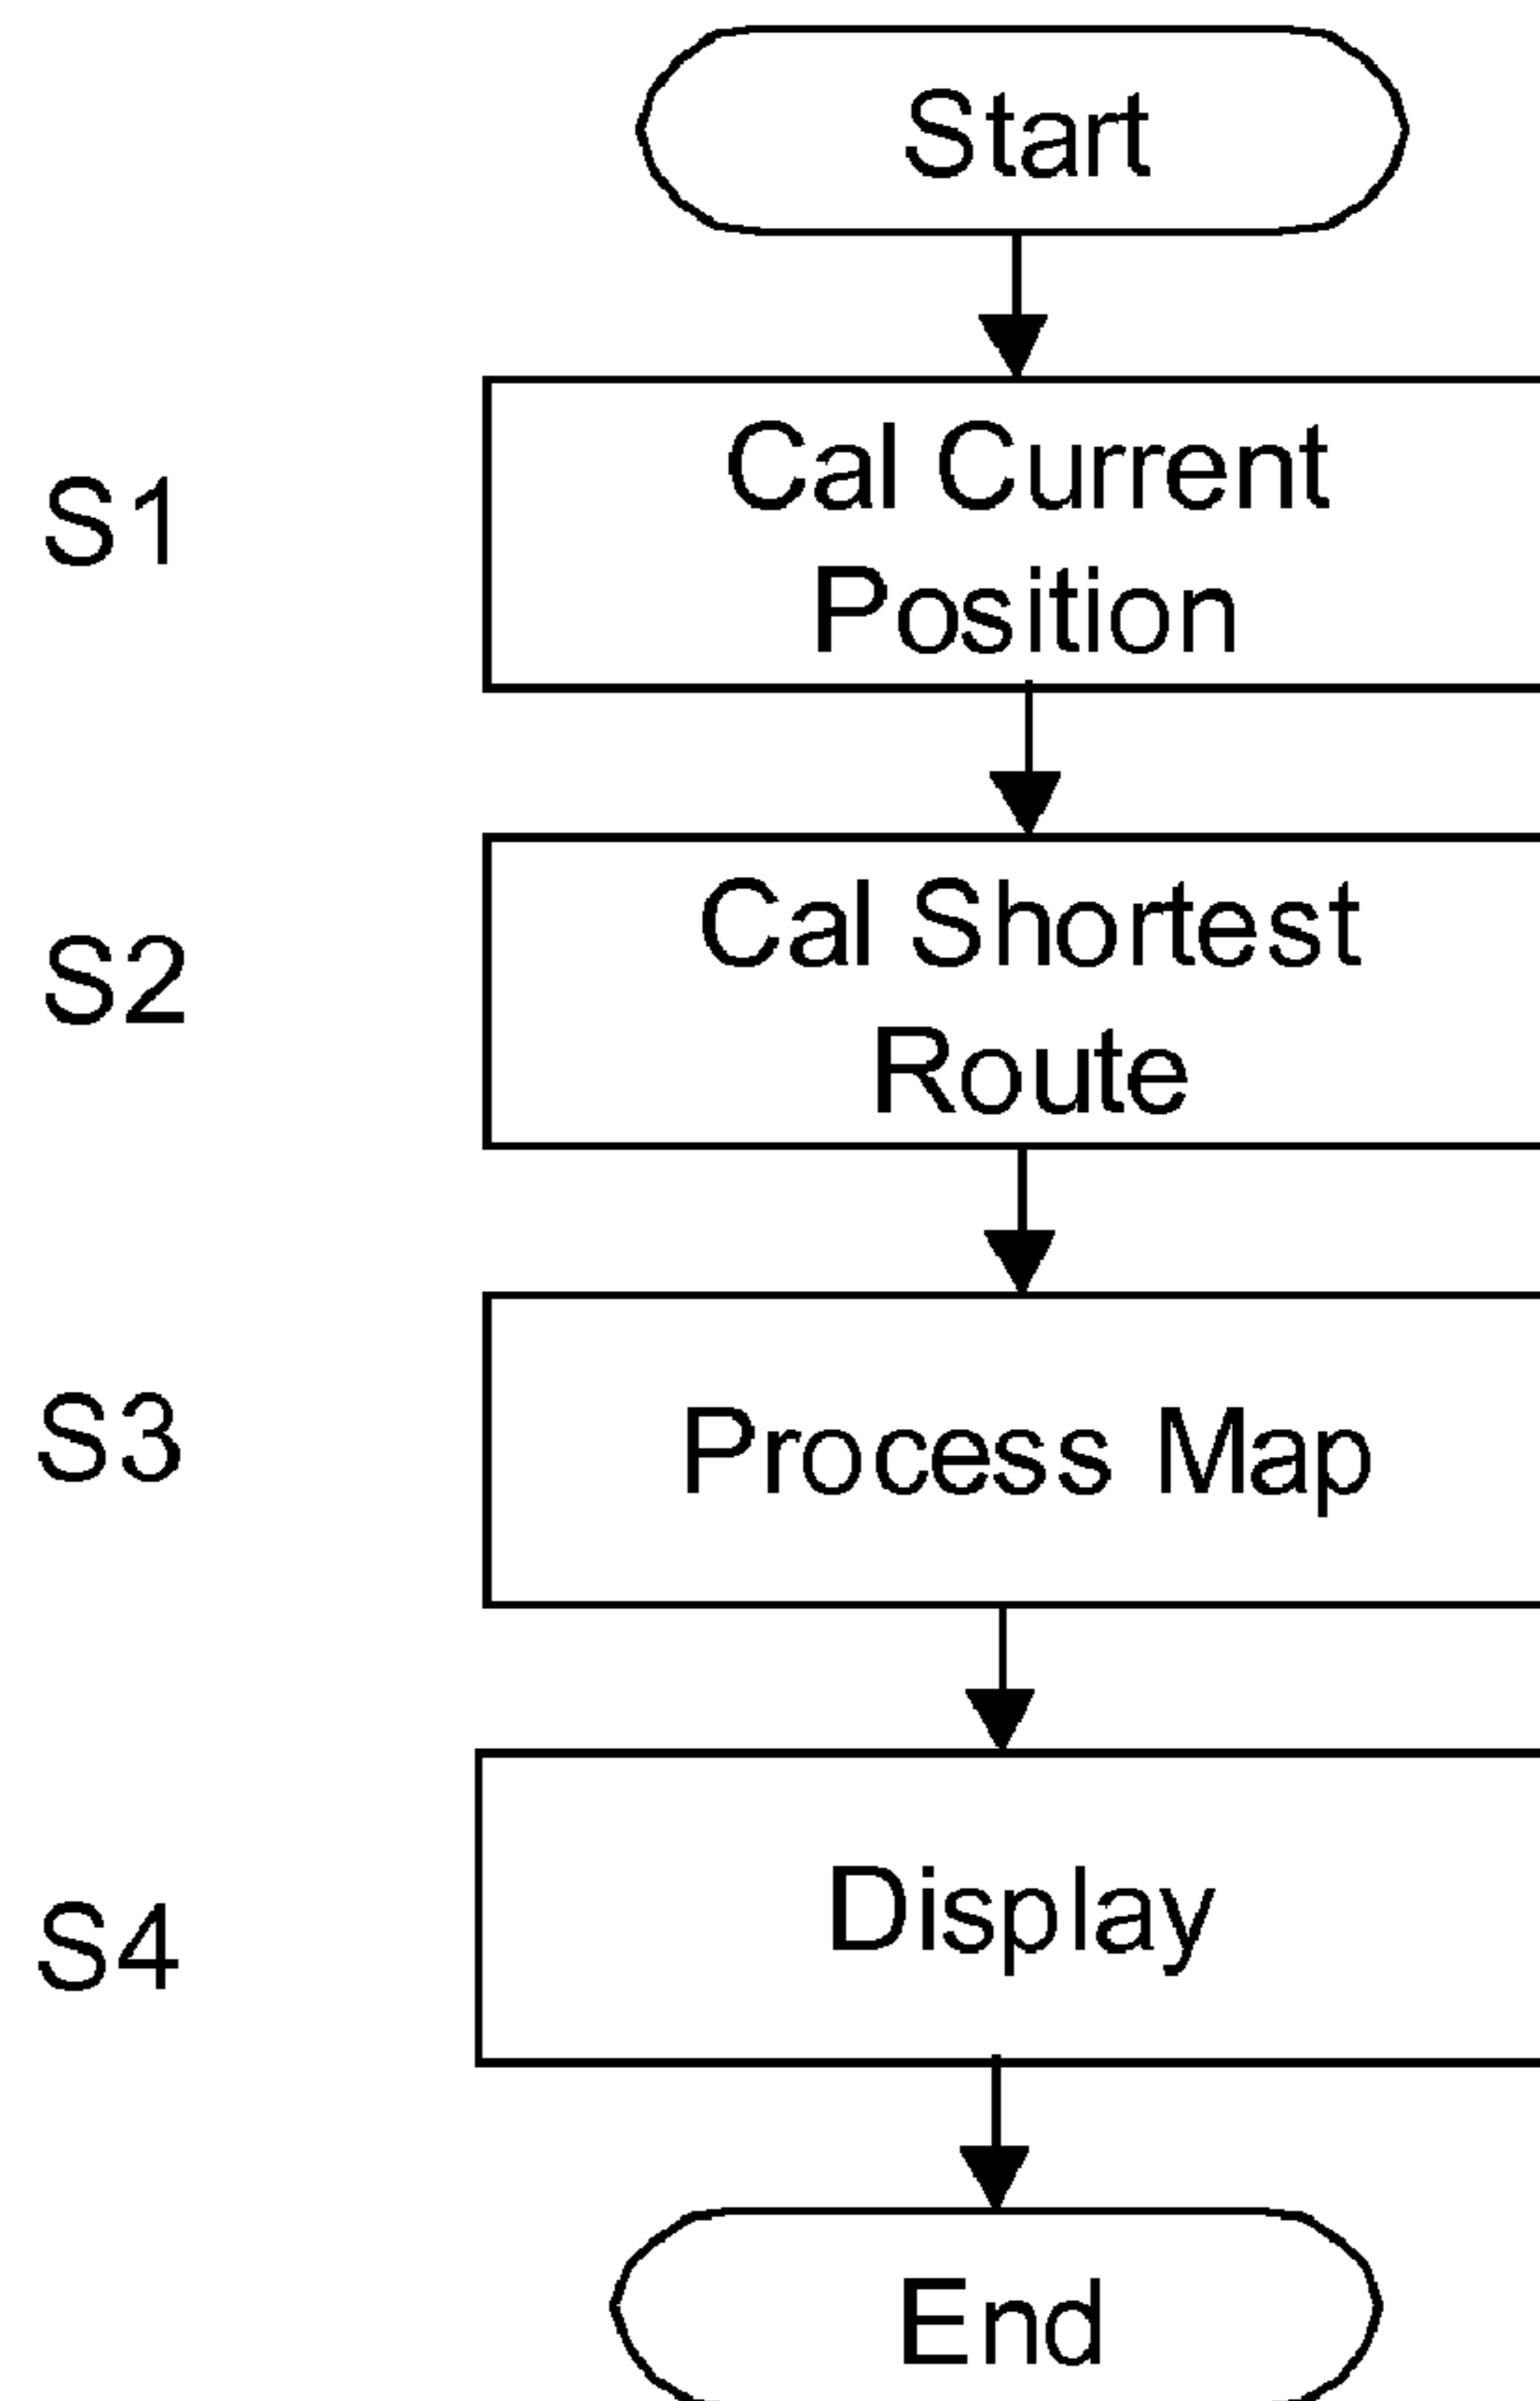 Start
S1
Cal Current
Position
S2
Cal Shortest
Route
S3
Process Map
S4
Display
End